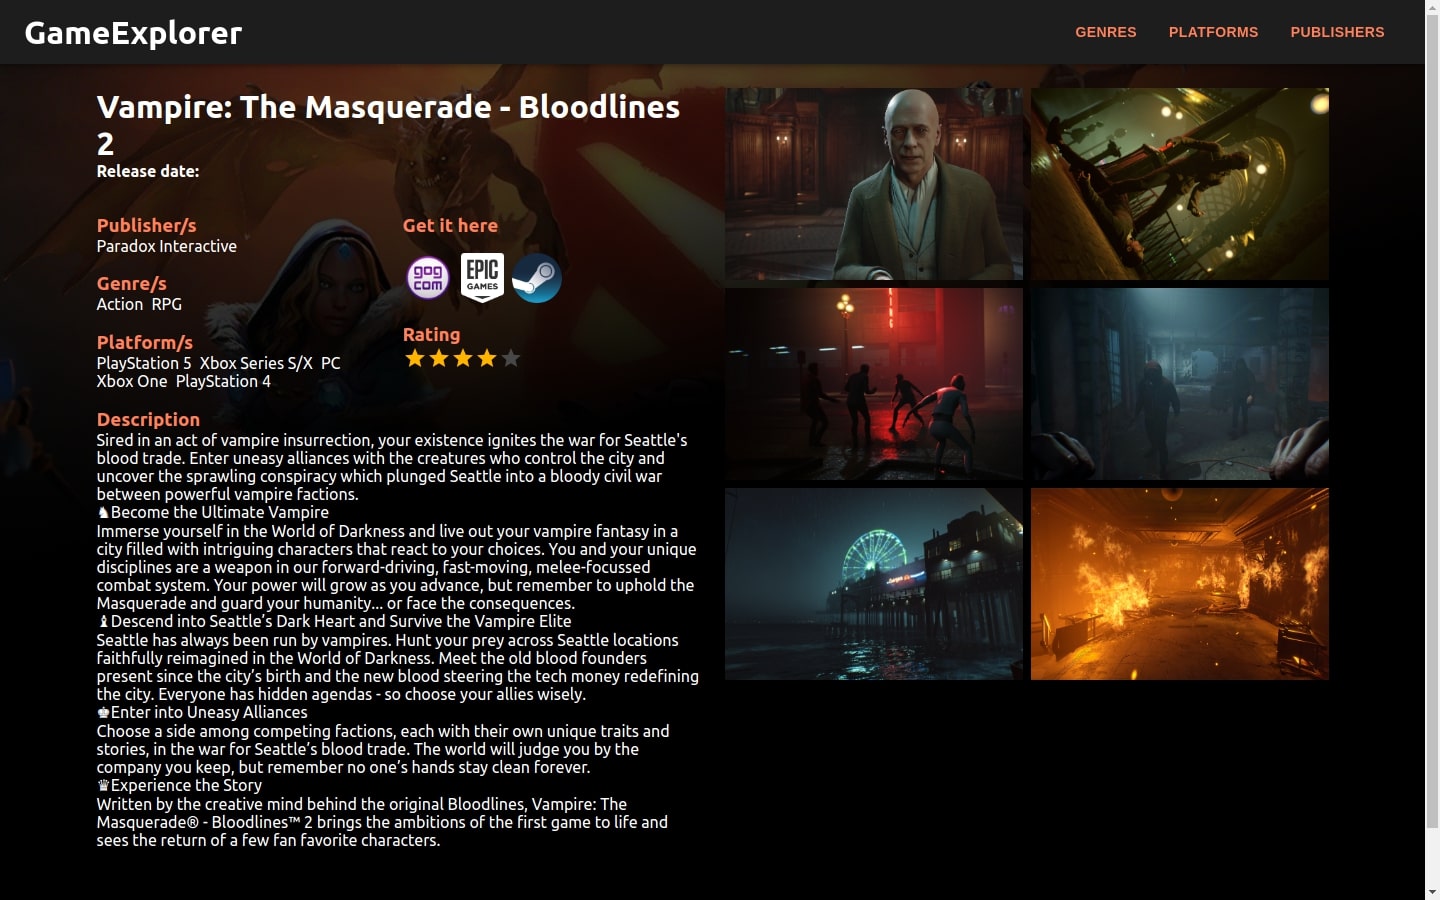 GameExplorer
GENRES PLATFORMS PUBLISHERS
Vampire: The Masquerade - Bloodlines
2
Release date:
Publisher/s
Paradox Interactive
Genre/s
Action RPG
Platform/s
PlayStation 5 Xbox Series S/X PC
Xbox One PlayStation 4
Get it here
gog
com
EPIC
GAMES
Rating
Description
Sired in an act of vampire insurrection, your existence ignites the war for Seattle's
blood trade. Enter uneasy alliances with the creatures who control the city and
uncover the sprawling conspiracy which plunged Seattle into a bloody civil war
between powerful vampire factions.
♞Become the Ultimate Vampire
Immerse yourself in the World of Darkness and live out your vampire fantasy in a
city filled with intriguing characters that react to your choices. You and your unique
disciplines are a weapon in our forward-driving, fast-moving, melee-focussed
combat system. Your power will grow as you advance, but remember to uphold the
Masquerade and guard your humanity... or face the consequences.
♝Descend into Seattle’s Dark Heart and Survive the Vampire Elite
Seattle has always been run by vampires. Hunt your prey across Seattle locations
faithfully reimagined in the World of Darkness. Meet the old blood founders
present since the city’s birth and the new blood steering the tech money redefining
the city. Everyone has hidden agendas - so choose your allies wisely.
♚Enter into Uneasy Alliances
Choose a side among competing factions, each with their own unique traits and
stories, in the war for Seattle’s blood trade. The world will judge you by the
company you keep, but remember no one’s hands stay clean forever.
♛Experience the Story
Written by the creative mind behind the original Bloodlines, Vampire: The
Masquerade® - Bloodlines™ 2 brings the ambitions of the first game to life and
sees the return of a few fan favorite characters.